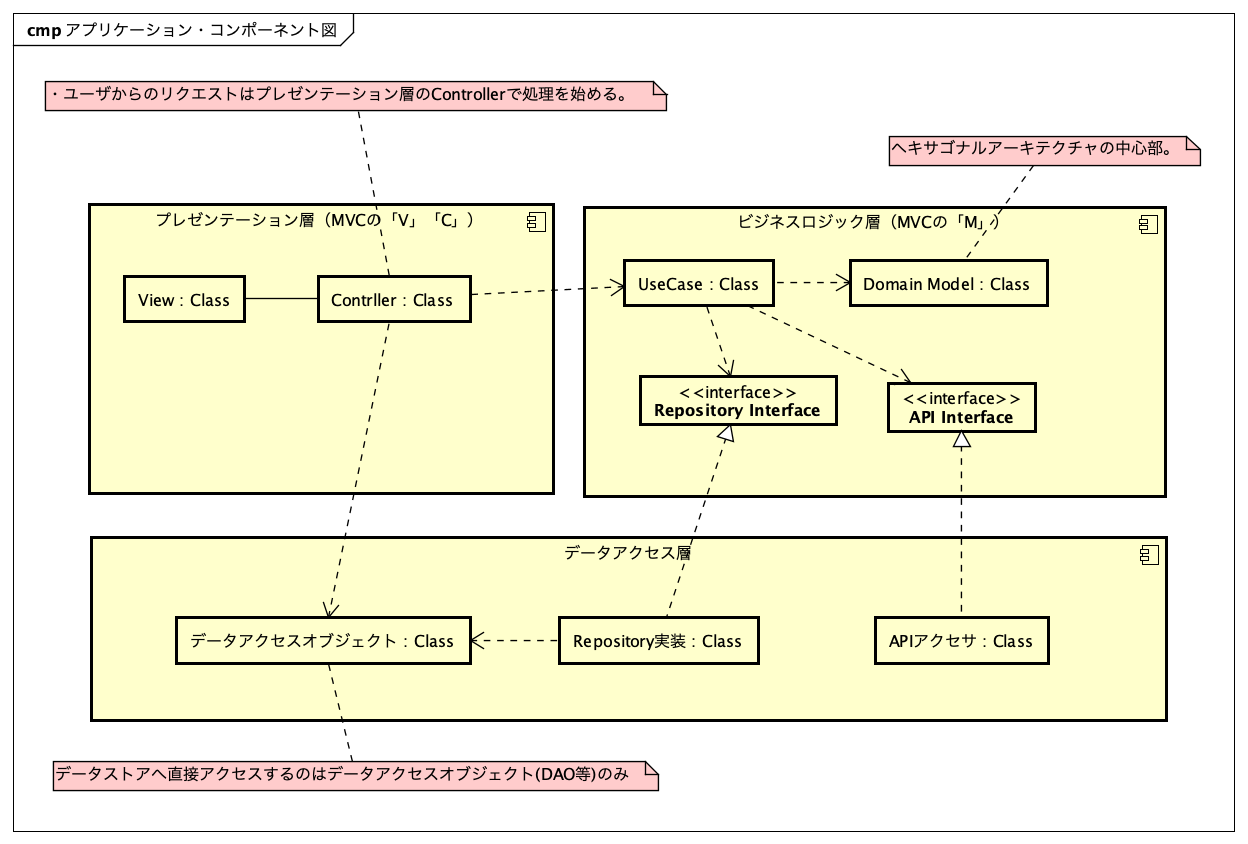 cmp アプリケーション・コンポーネント図
・ユーザからのリクエストはプレゼンテーション層のControllerで処理を始める。
ヘキサゴナルアーキテクチャの中心部。
プレゼンテーション層（MVCの「V」「C」）
ビジネスロジック層（MVCの「M」）
View : Class
Contrller : Class
UseCase : Class
Domain Model : Class
<<interface>>
Repository Interface
<<interface>>
API Interface
データアクセス層
データアクセスオブジェクト : Class
Repository実装 : Class
APIアクセサ : Class
データストアへ直接アクセスするのはデータアクセスオブジェクト(DAO等)のみ